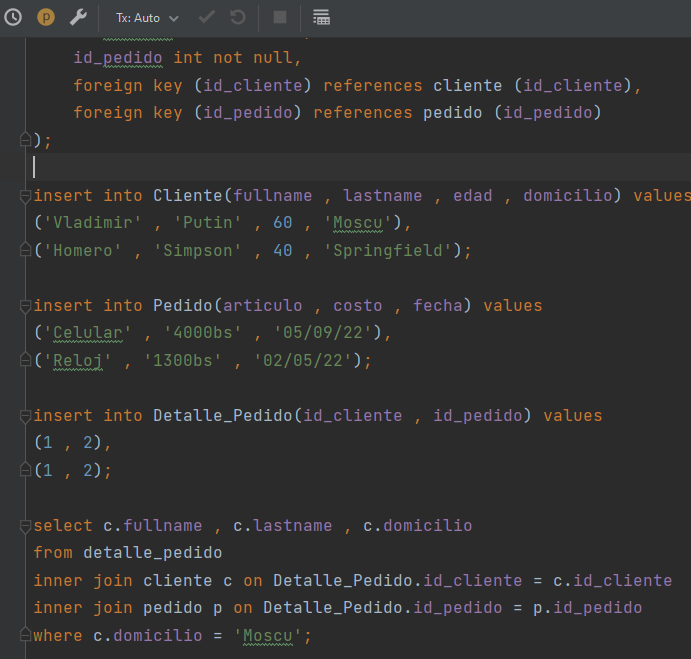 p Tx: Auto
id_pedido int not null,
foreign key (id_cliente) references cliente (id_cliente),
foreign key (id_pedido) references pedido (id_pedido)
);
insert into Cliente(fullname , lastname , edad , domicilio) values
('Vladimir' , 'Putin' , 60 , 'Moscu'),
('Homero' , 'Simpson' , 40 , 'Springfield');
insert into Pedido(articulo , costo , fecha) values
('Celular' , '4000bs' , '05/09/22'),
('Reloj' , '1300bs' , '02/05/22');
insert into Detalle_Pedido(id_cliente , id_pedido) values
(1 , 2),
(1 , 2);
select c.fullname , c.lastname , c.domicilio
from detalle_pedido
inner join cliente c on Detalle_Pedido.id_cliente = c.id_cliente
inner join pedido p on Detalle_Pedido.id_pedido = p.id_pedido
where c.domicilio = 'Moscu';